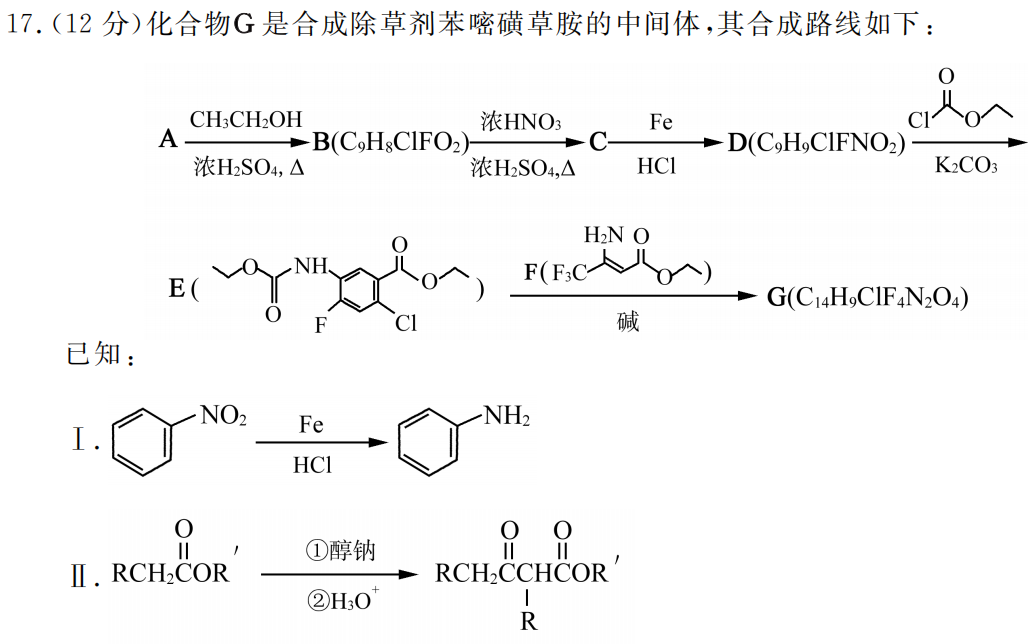 17.(12 分)化合物G 是合成除草剂苯嘧磺草胺的中间体,其合成路线如下:
A CH3CH2OH 浓H2SO4, Δ B(C9H8ClFO2) 浓HNO3 浓H2SO4,Δ C Fe HCl D(C9H9ClFNO2) Cl O O K2CO3
E( O O NH F O O Cl ) F( F3C H2N O O ) 碱 G(C14H9ClF4N2O4)
已知:
Ⅰ. NO2 Fe HCl NH2
Ⅱ. RCH2COR′ O ①醇钠 ②H3O+ RCH2CCHCOR′ O O R